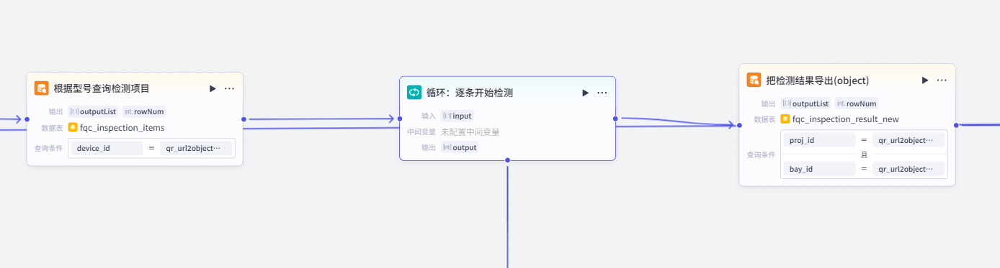 根据型号查询检测项目
输出 [()] outputList int. rowNum
数据表 fqc_inspection_items
查询条件 device_id = qr_url2object···
循环：逐条开始检测
输入 [()] input
中间变量 未配置中间变量
输出 [int] output
把检测结果导出(object)
输出 [()] outputList int. rowNum
数据表 fqc_inspection_result_new
查询条件
proj_id = qr_url2object···
且
bay_id = qr_url2object···